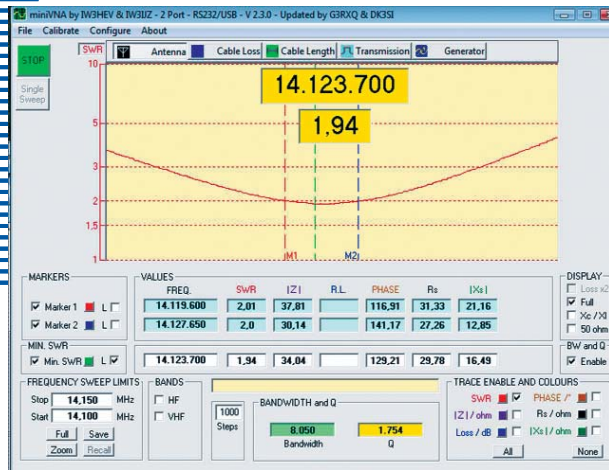 miniVNA by IW3HEV & IW3IJZ - 2 Port - RS232/USB - V 2.3.0 - Updated by G3RXQ & DK3SI
File Calibrate Configure About
STOP
Single Sweep
SWR
Antenna Cable Loss Cable Length Transmission Generator
10
14.123.700
1,94
5
3
2
1,5
1
M1 M2
MARKERS
Marker 1 L
Marker 2 L
VALUES
FREQ. SWR |Z| R.L PHASE Rs |Xs|
14.119.600 2,01 37,81 116,91 31,33 21,16
14.127.650 2,0 30,14 141,17 27,26 12,85
DISPLAY
Loss x2
Full
Xc / Xl
50 ohm
MIN. SWR
Min. SWR L
14.123.700 1,94 34,04 129,21 29,78 16,49
BW and Q
Enable
FREQUENCY SWEEP LIMITS
Stop 14,150 MHz
Start 14,100 MHz
Full Save
Zoom Recall
BANDS
HF
VHF
1000
Steps
BANDWIDTH and Q
8.050 1.754
Bandwidth Q
TRACE ENABLE AND COLOURS
SWR PHASE /°
|Z| / ohm Rs / ohm
Loss / dB |Xs| / ohm
All None